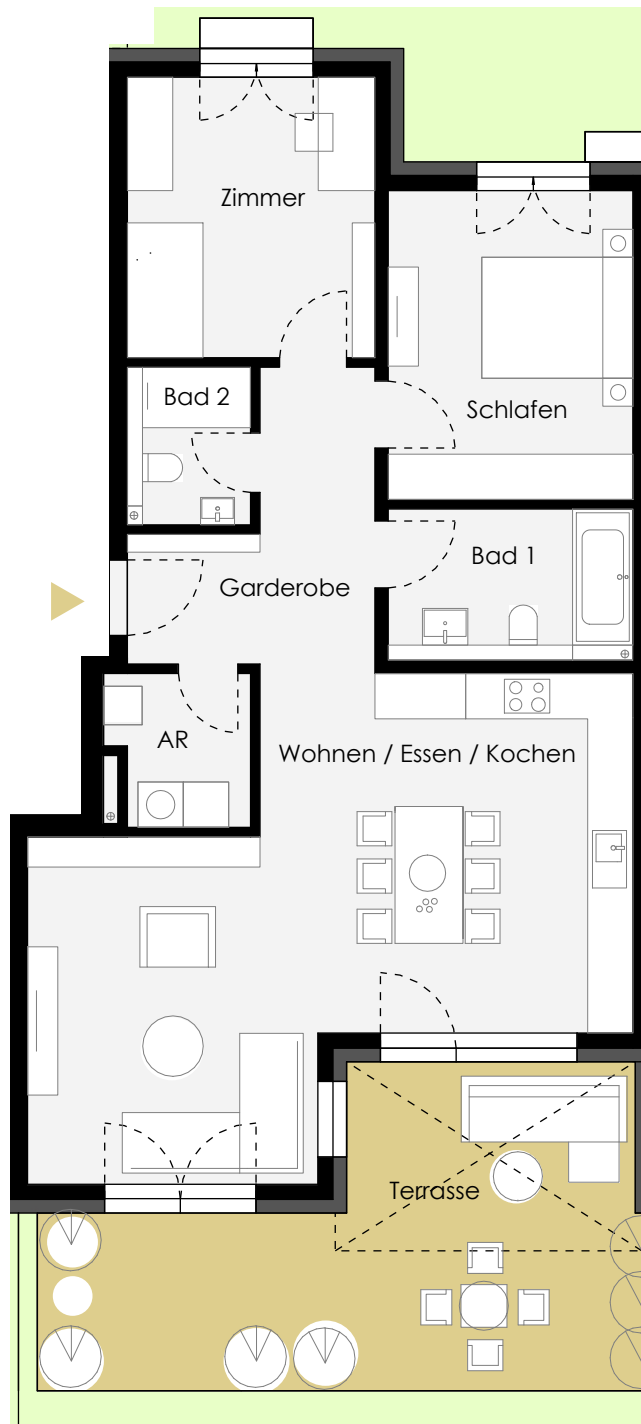 Zimmer
Bad 2
Schlafen
Bad 1
Garderobe
AR
Wohnen / Essen / Kochen
Terrasse